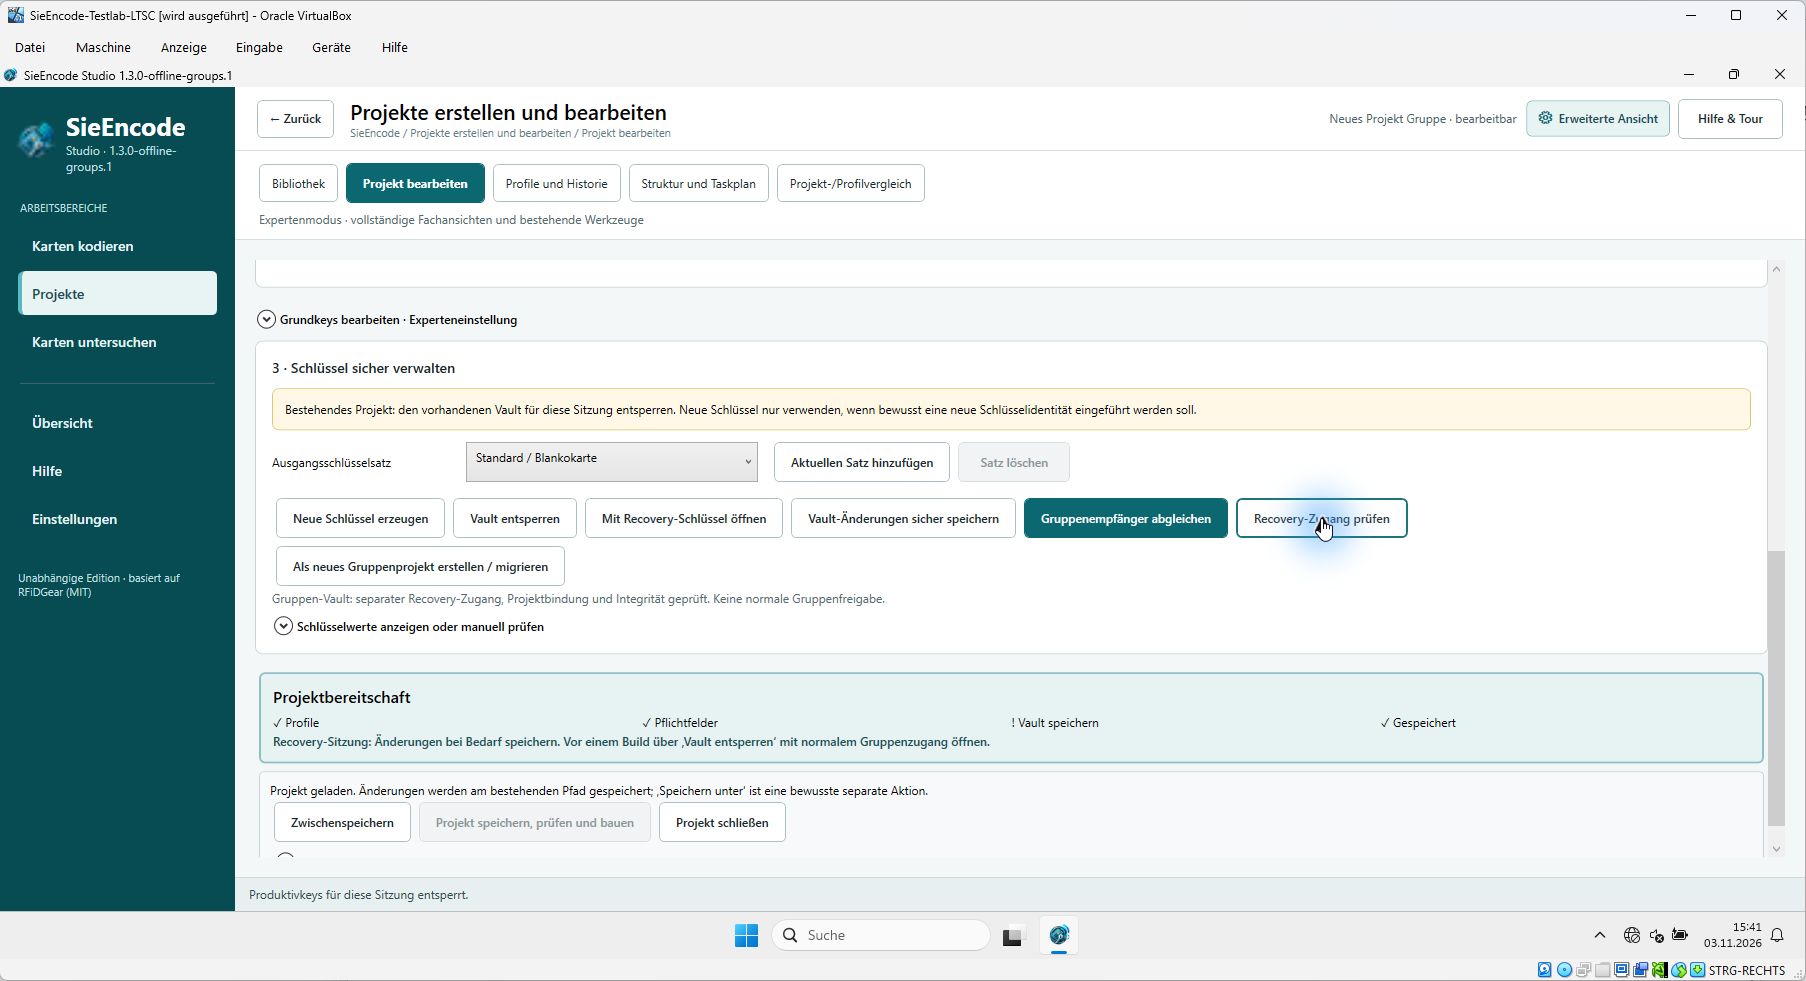 SieEncode-Testlab-LTSC [wird ausgeführt] - Oracle VirtualBox
Datei Maschine Anzeige Eingabe Geräte Hilfe
SieEncode Studio 1.3.0-offline-groups.1
SieEncode
Studio · 1.3.0-offline-
groups.1
ARBEITSBEREICHE
Karten kodieren
Projekte
Karten untersuchen
Übersicht
Hilfe
Einstellungen
Unabhängige Edition · basiert auf
RFiDGear (MIT)
← Zurück
Projekte erstellen und bearbeiten
SieEncode / Projekte erstellen und bearbeiten / Projekt bearbeiten
Neues Projekt Gruppe · bearbeitbar
Erweiterte Ansicht
Hilfe & Tour
Bibliothek Projekt bearbeiten Profile und Historie Struktur und Taskplan Projekt-/Profilvergleich
Expertenmodus · vollständige Fachansichten und bestehende Werkzeuge
Grundkeys bearbeiten · Experteneinstellung
3 · Schlüssel sicher verwalten
Bestehendes Projekt: den vorhandenen Vault für diese Sitzung entsperren. Neue Schlüssel nur verwenden, wenn bewusst eine neue Schlüsselidentität eingeführt werden soll.
Ausgangsschlüsselsatz Standard / Blankokarte Aktuellen Satz hinzufügen Satz löschen
Neue Schlüssel erzeugen Vault entsperren Mit Recovery-Schlüssel öffnen Vault-Änderungen sicher speichern Gruppenempfänger abgleichen Recovery-Zugang prüfen
Als neues Gruppenprojekt erstellen / migrieren
Gruppen-Vault: separater Recovery-Zugang, Projektbindung und Integrität geprüft. Keine normale Gruppenfreigabe.
Schlüsselwerte anzeigen oder manuell prüfen
Projektbereitschaft
✓ Profile ✓ Pflichtfelder ! Vault speichern ✓ Gespeichert
Recovery-Sitzung: Änderungen bei Bedarf speichern. Vor einem Build über ‚Vault entsperren‘ mit normalem Gruppenzugang öffnen.
Projekt geladen. Änderungen werden am bestehenden Pfad gespeichert; ‚Speichern unter‘ ist eine bewusste separate Aktion.
Zwischenspeichern Projekt speichern, prüfen und bauen Projekt schließen
Produktivkeys für diese Sitzung entsperrt.
Suche
15:41
03.11.2026
STRG-RECHTS